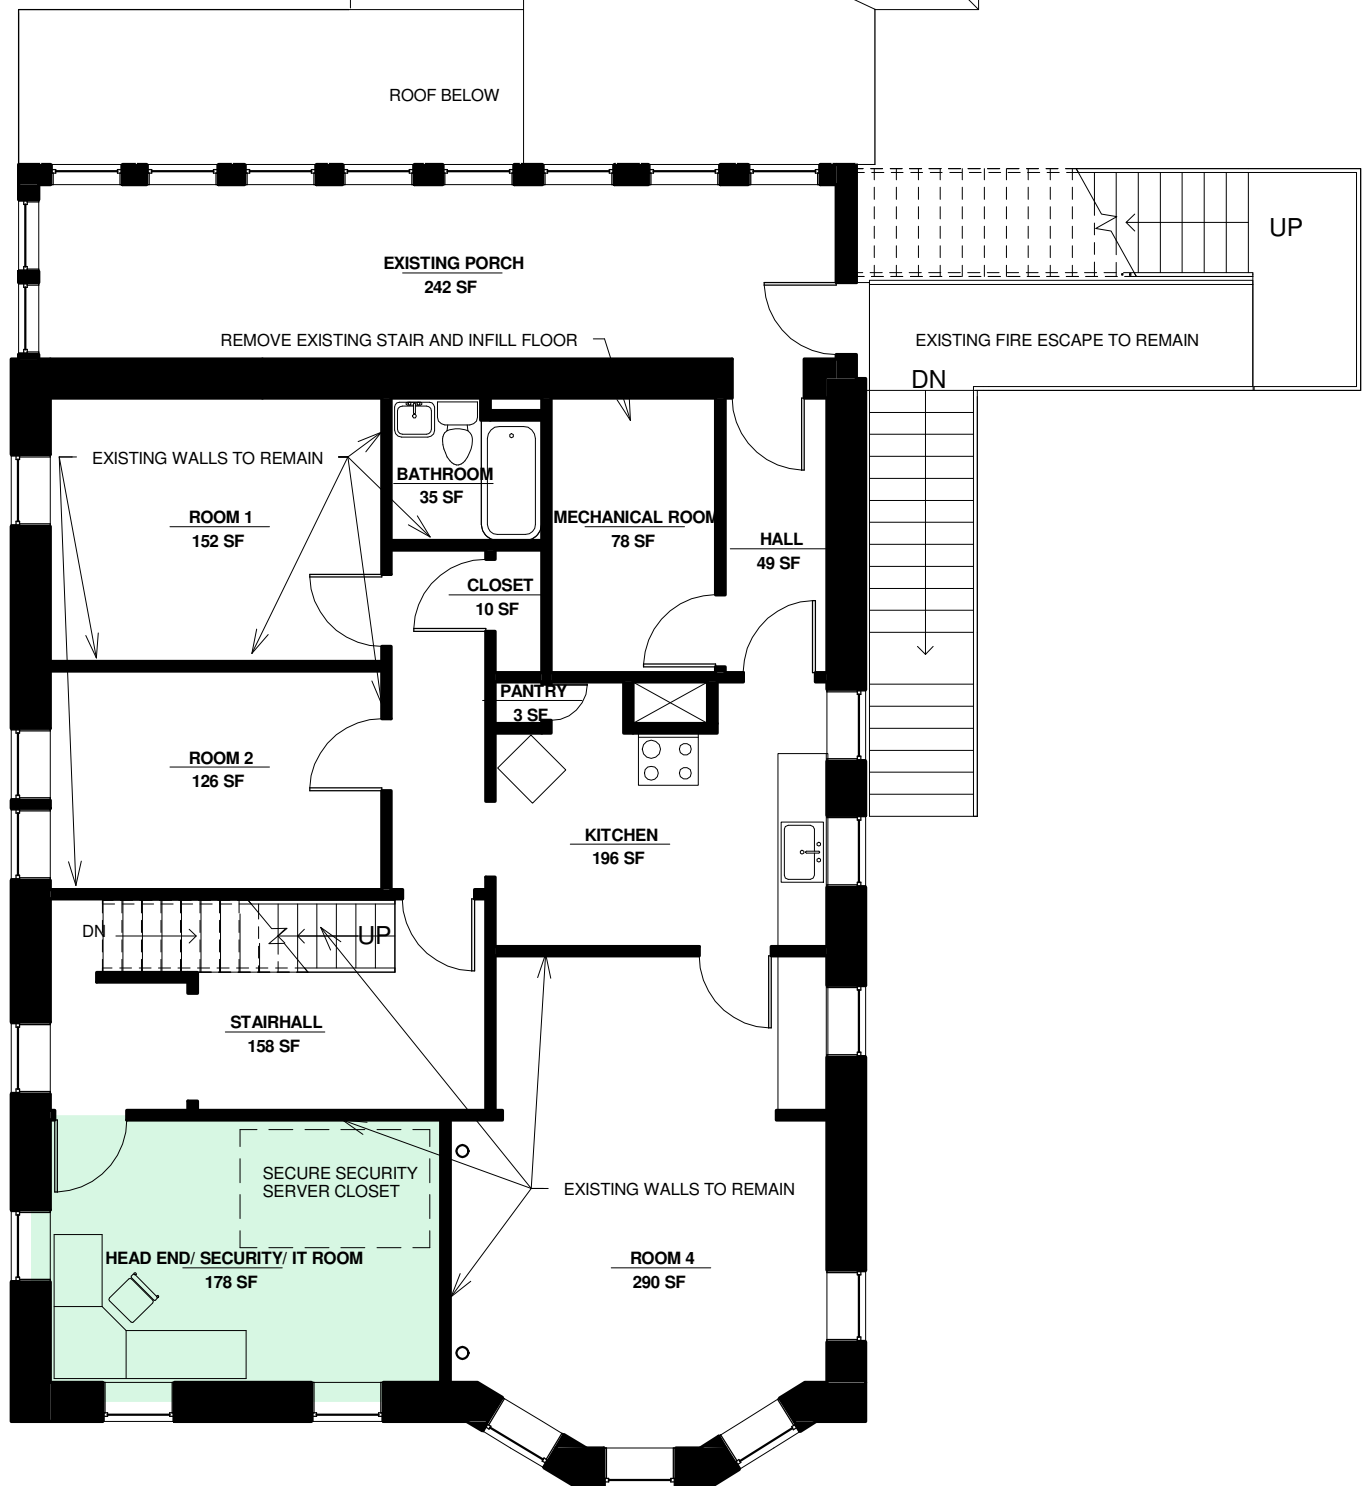 ROOF BELOW
UP
EXISTING PORCH
242 SF
REMOVE EXISTING STAIR AND INFILL FLOOR
EXISTING FIRE ESCAPE TO REMAIN
DN
EXISTING WALLS TO REMAIN
BATHROOM
35 SF
ROOM 1
152 SF
MECHANICAL ROOM
78 SF
HALL
49 SF
CLOSET
10 SF
PANTRY
3 SF
ROOM 2
126 SF
KITCHEN
196 SF
DN
UP
STAIRHALL
158 SF
SECURE SECURITY
SERVER CLOSET
EXISTING WALLS TO REMAIN
HEAD END/ SECURITY/ IT ROOM
178 SF
ROOM 4
290 SF